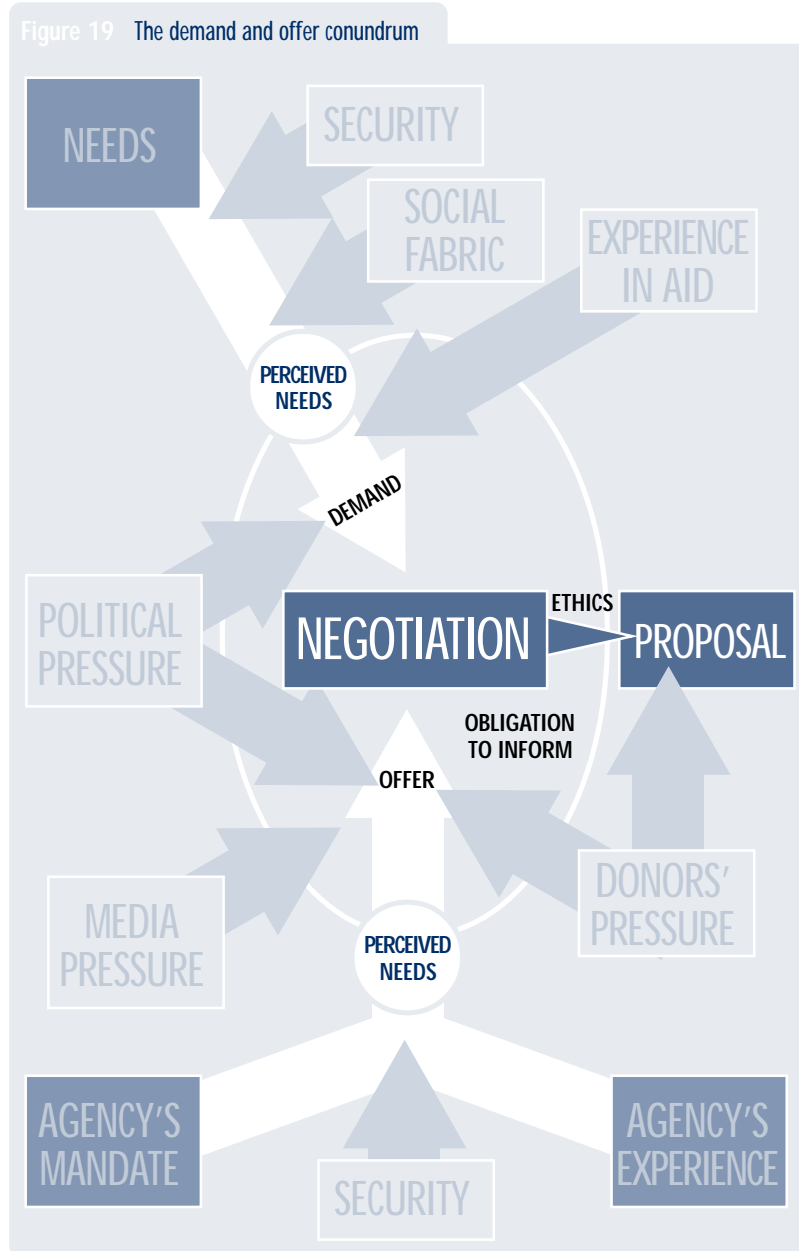 Figure 19 The demand and offer conundrum
NEEDS
SECURITY
SOCIAL
FABRIC
EXPERIENCE
IN AID
PERCEIVED
NEEDS
DEMAND
POLITICAL
PRESSURE
NEGOTIATION
ETHICS
PROPOSAL
OBLIGATION
TO INFORM
OFFER
MEDIA
PRESSURE
DONORS'
PRESSURE
PERCEIVED
NEEDS
AGENCY'S
MANDATE
SECURITY
AGENCY'S
EXPERIENCE